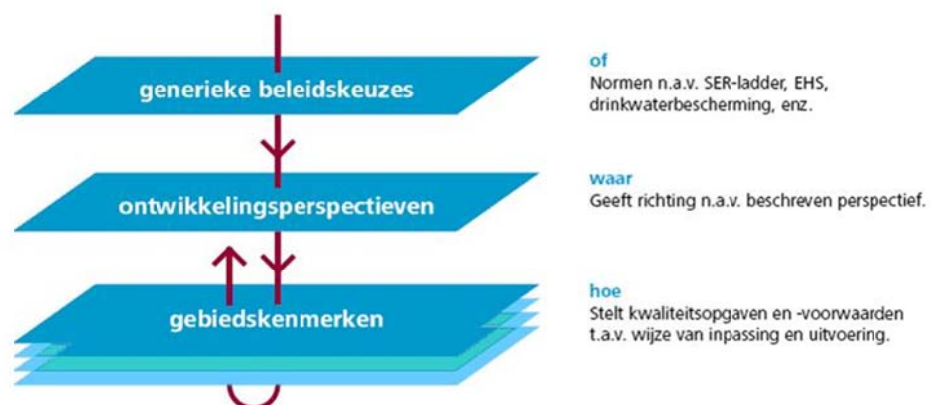 generieke beleidskeuzes
of
Normen n.a.v. SER-ladder, EHS,
drinkwaterbescherming, enz.
ontwikkelingsperspectieven
waar
Geeft richting n.a.v. beschreven perspectief.
gebiedskenmerken
hoe
Stelt kwaliteitsopgaven en -voorwaarden
t.a.v. wijze van inpassing en uitvoering.